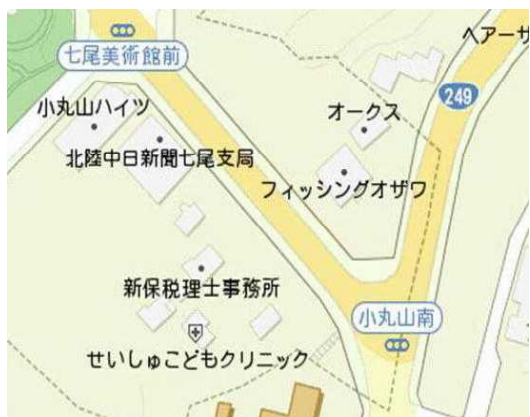 七尾美術館前
ヘアーサ
249
小丸山ハイツ
オークス
北陸中日新聞七尾支局
フィッシングオザワ
新保税理士事務所
小丸山南
せいしゅこどもクリニック